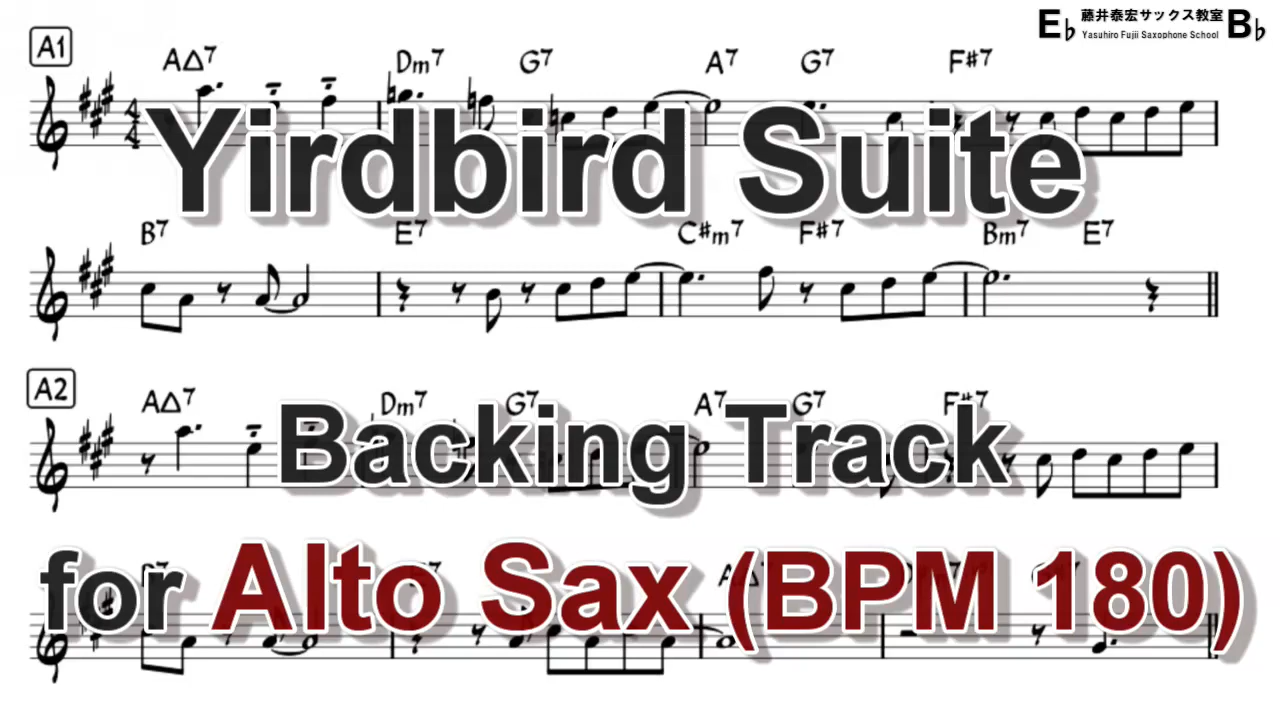 E♭ 藤井泰宏サックス教室 B♭
Yasuhiro Fujii Saxophone School
A1
A△7 Dm7 G7 A7 G7 F#7
Yirdbird Suite
B7 E7 C#m7 F#7 Bm7 E7
A2
A△7 Dm7 G7 A7 G7 F#7
Backing Track
for Alto Sax (BPM 180)